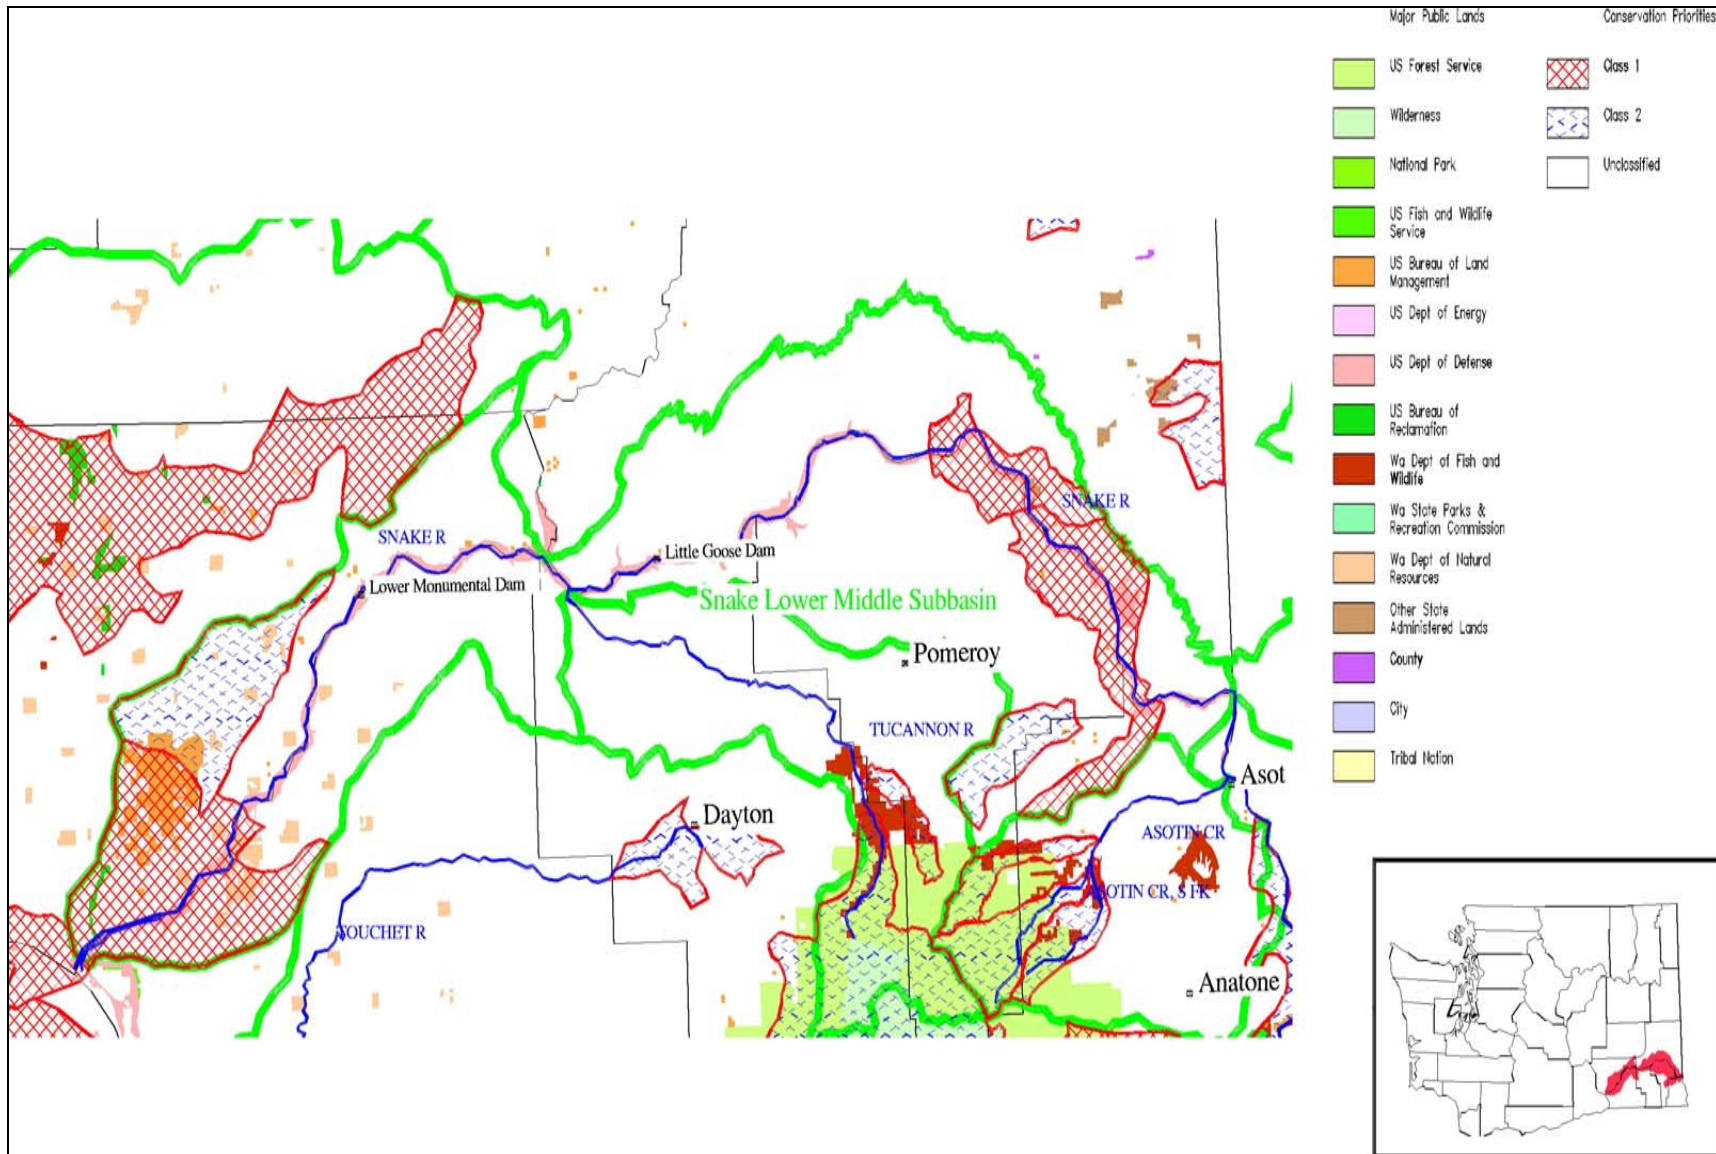 Major Public Lands
Conservation Priorities
US Forest Service
Class 1
Wilderness
Class 2
National Park
Unclassified
US Fish and Wildlife
Service
US Bureau of Land
Management
US Dept of Energy
US Dept of Defense
US Bureau of
Reclamation
Wa Dept of Fish and
Wildlife
Wa State Parks &
Recreation Commission
Wa Dept of Natural
Resources
Other State
Administered Lands
County
City
Tribal Nation
SNAKE R
SNAKE R
Little Goose Dam
Lower Monumental Dam
Snake Lower Middle Subbasin
Pomeroy
TUCANNON R
Asot
Dayton
ASOTIN CR
ASOTIN CR, S FK
TOUCHET R
Anatone